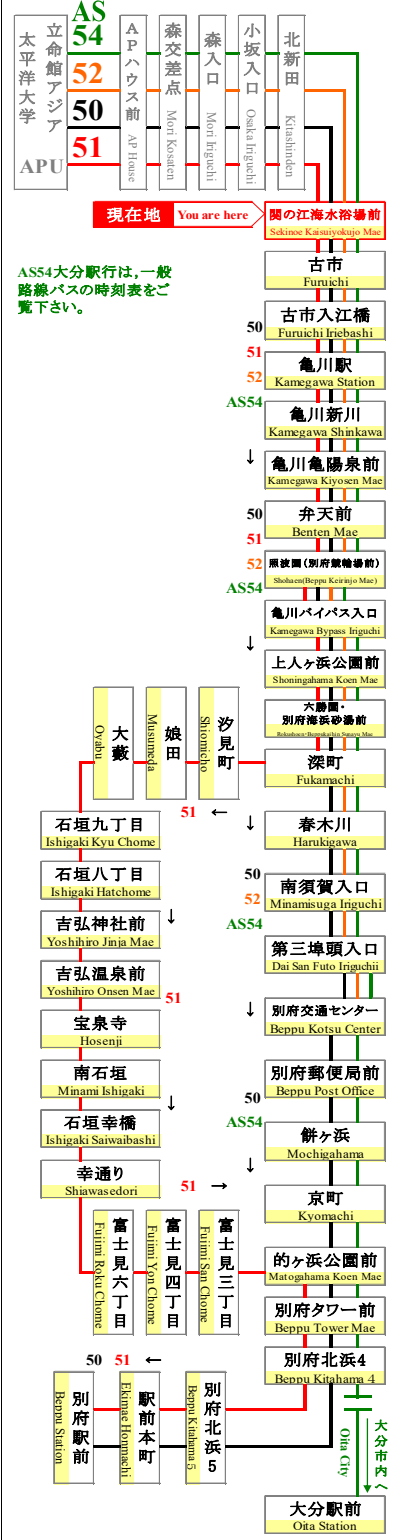 立命館アジア
太平洋大学
APU
AS
54
52
50
51
APハウス前
AP House
森交差点
Mori Kosaten
森入口
Mori Iriguchi
小坂入口
Osaka Iriguchi
北新田
Kitashinden
現在地 You are here
関の江海水浴場前
Sekinoe Kaisuiyokujo Mae
AS54大分駅行は,一般
路線バスの時刻表をご
覧下さい。
古市
Furuichi
古市入江橋
Furuichi Iriebashi
50
51
52
AS54
↓
亀川駅
Kamegawa Station
亀川新川
Kamegawa Shinkawa
亀川亀陽泉前
Kamegawa Kiyosen Mae
弁天前
Benten Mae
50
51
52
AS54
↓
照波園(別府競輪場前)
Shohaen(Beppu Keirinjo Mae)
亀川バイパス入口
Kamegawa Bypass Iriguchi
上人ヶ浜公園前
Shoningahama Koen Mae
六勝園・
別府海浜砂湯前
Rokushoen・Beppukaihin Sunayu Mae
深町
Fukamachi
汐見町
Shiomicho
娘田
Musumeda
大藪
Oyabu
51 ←
石垣九丁目
Ishigaki Kyu Chome
石垣八丁目
Ishigaki Hatchome
吉弘神社前
Yoshihiro Jinja Mae
↓
吉弘温泉前
Yoshihiro Onsen Mae
51
宝泉寺
Hosenji
南石垣
Minami Ishigaki
↓
石垣幸橋
Ishigaki Saiwaibashi
幸通り
Shiawasedori
51 →
富士見六丁目
Fujimi Roku Chome
富士見四丁目
Fujimi Yon Chome
富士見三丁目
Fujimi San Chome
↓
春木川
Harukigawa
50
52
AS54
南須賀入口
Minamisuga Iriguchi
第三埠頭入口
Dai San Futo Iriguchii
↓
別府交通センター
Beppu Kotsu Center
別府郵便局前
Beppu Post Office
50
AS54
↓
餅ヶ浜
Mochigahama
京町
Kyomachi
的ヶ浜公園前
Matogahama Koen Mae
別府タワー前
Beppu Tower Mae
別府北浜4
Beppu Kitahama 4
50 51 ←
別府北浜5
Beppu Kitahama 5
駅前本町
Ekimae Honmachi
別府駅前
Beppu Station
大分市内へ
Oita City
大分駅前
Oita Station